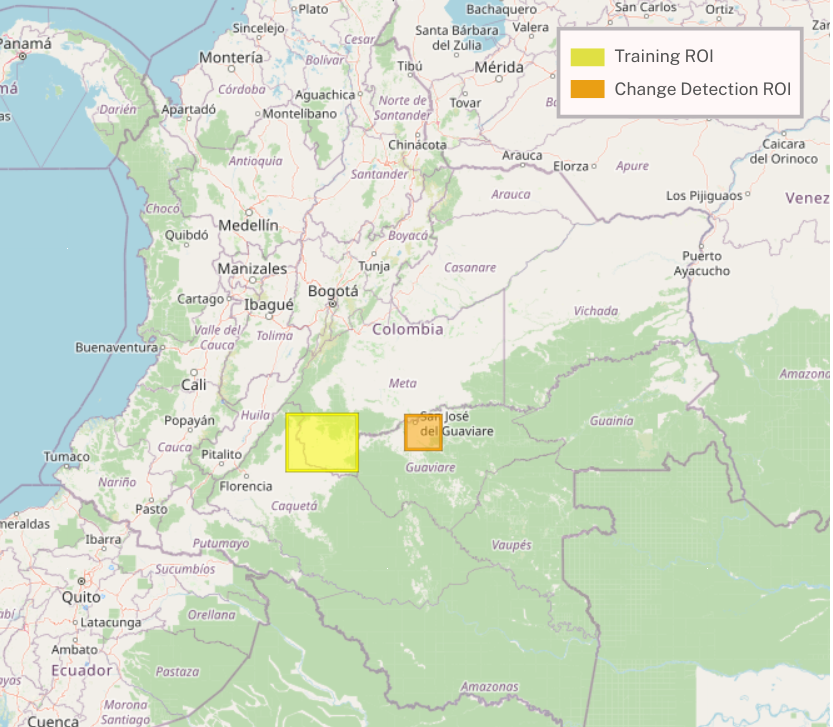 Plato
Bachaquero
San Carlos
Ortiz
Sincelejo
Santa Bárbara
del Zulia
Valera
Panamá
Montería
Cesar
Bolívar
Tibú
Mérida
Training ROI
Change Detection ROI
má
Córdoba
Aguachica
Norte de
Santander
Tovar
Darién
Apartadó
Montelíbano
Chinácota
Caicara
del Orinoco
Antioquia
Santander
Arauca
Elorza
Apure
Arauca
Los Pijiguaos
Venez
Chocó
Medellín
Quibdó
Boyacá
Tunja
Casanare
Puerto
Ayacucho
Manizales
Cartago
Ibagué
Bogotá
Vichada
Valle del
Cauca
Tolima
Colombia
Buenaventura
Cali
Meta
Amazona
Huila
Popayán
San José
del Guaviare
Guainía
Cauca
Pitalito
Tumaco
Guaviare
Nariño
Florencia
Caquetá
Pasto
meraldas
Ibarra
Putumayo
Vaupés
Sucumbíos
Quito
Orellana
Latacunga
Ambato
Ecuador
Pastaza
Amazonas
Morona
Santiago
Cuenca